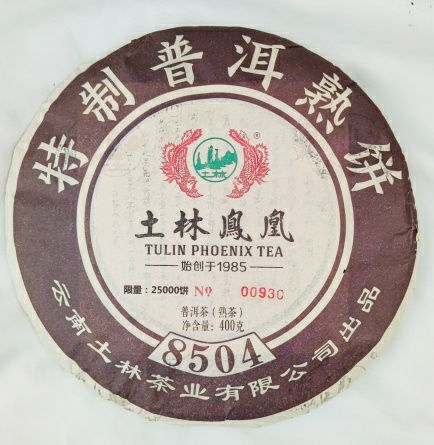 特制普洱熟饼
土林
®
土林鳳凰
TULIN PHOENIX TEA
始创于1985
限量：25000饼 № 00930
普洱茶（熟茶）
净含量：400克
8504
云南土林茶业有限公司出品